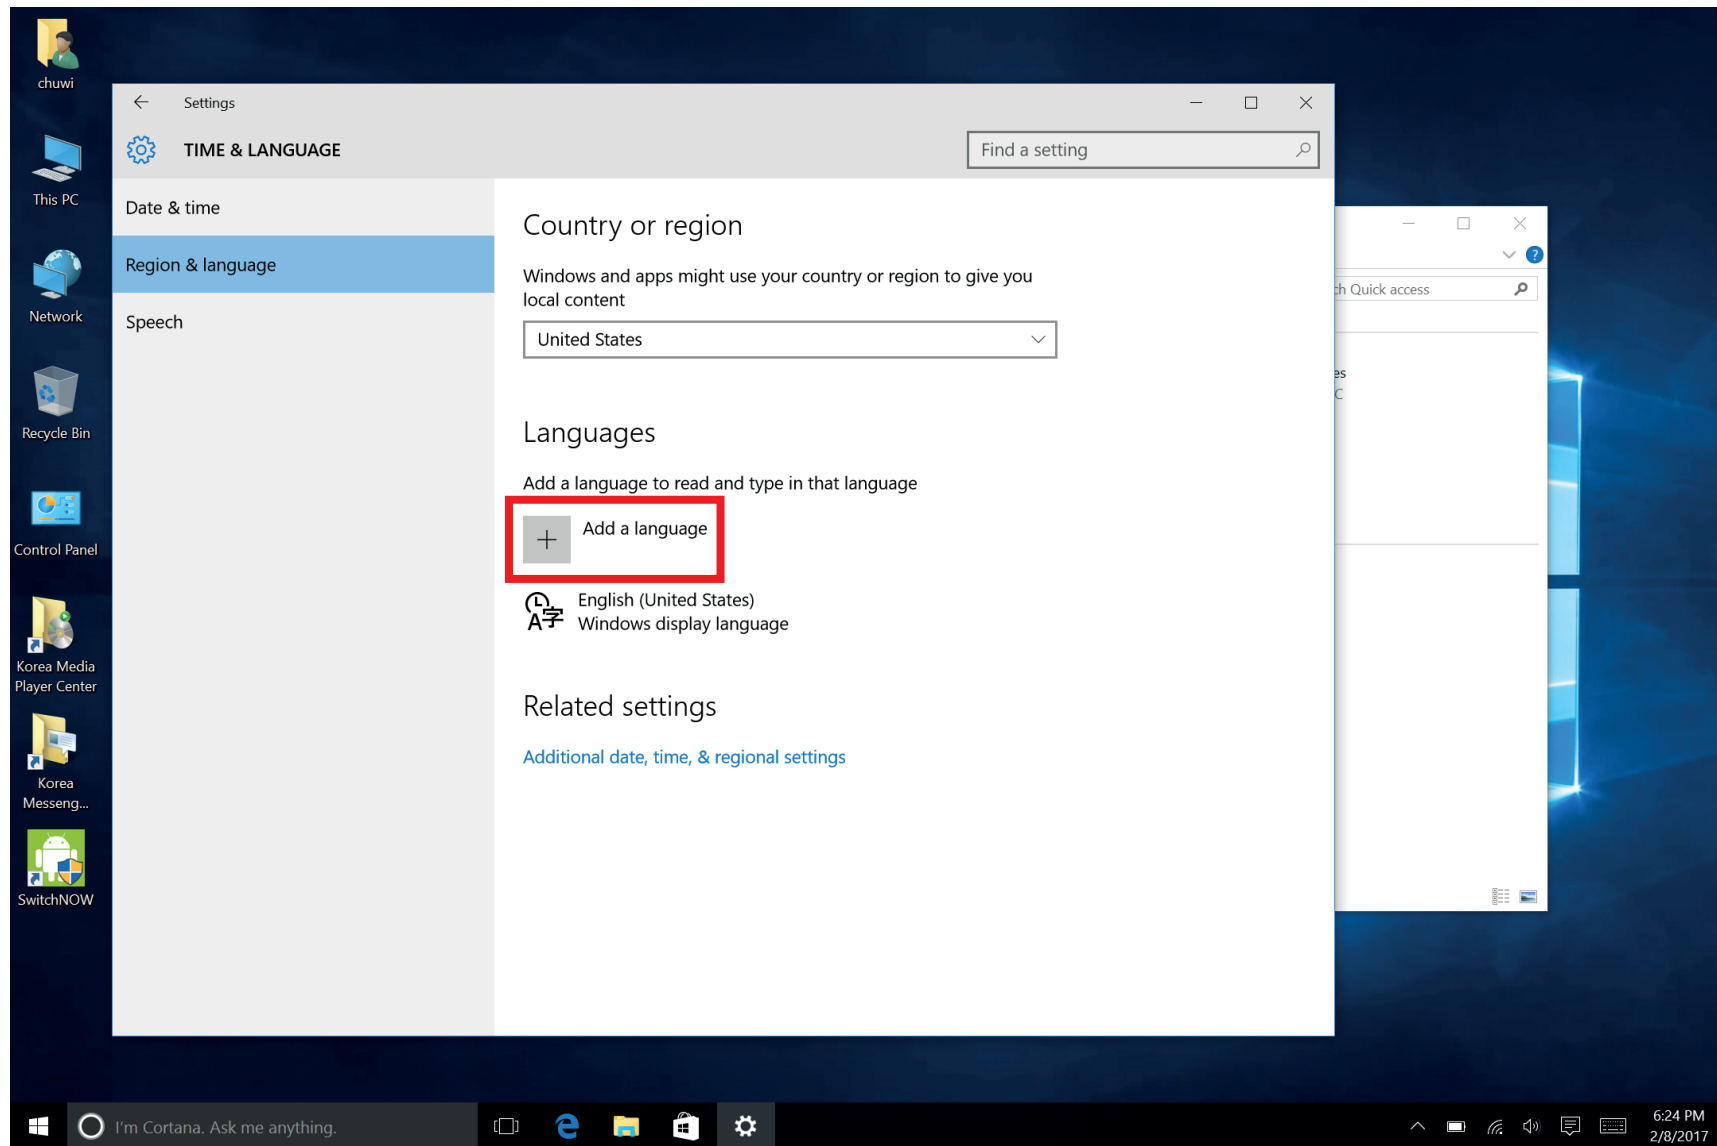 chuwi
This PC
Network
Recycle Bin
Control Panel
Korea Media
Player Center
Korea
Messeng...
SwitchNOW
Settings
TIME & LANGUAGE
Find a setting
Date & time
Region & language
Speech
Country or region
Windows and apps might use your country or region to give you
local content
United States
Languages
Add a language to read and type in that language
+ Add a language
A字
English (United States)
Windows display language
Related settings
Additional date, time, & regional settings
?
ch Quick access
es
C
I'm Cortana. Ask me anything.
6:24 PM
2/8/2017